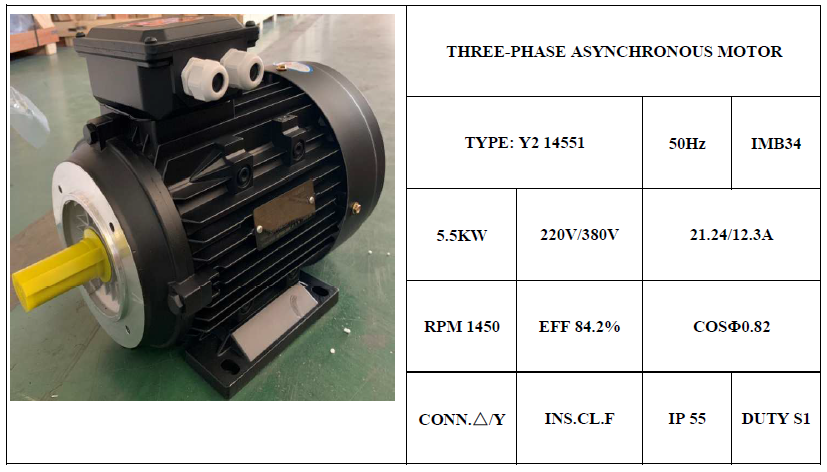 THREE-PHASE ASYNCHRONOUS MOTOR
TYPE: Y2 14551
50Hz
IMB34
5.5KW
220V/380V
21.24/12.3A
RPM 1450
EFF 84.2%
COSΦ0.82
CONN.△/Y
INS.CL.F
IP 55
DUTY S1